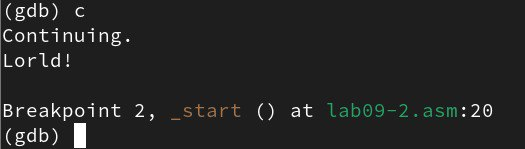 (gdb) c
Continuing.
Lorld!
Breakpoint 2, _start () at lab09-2.asm:20
(gdb)